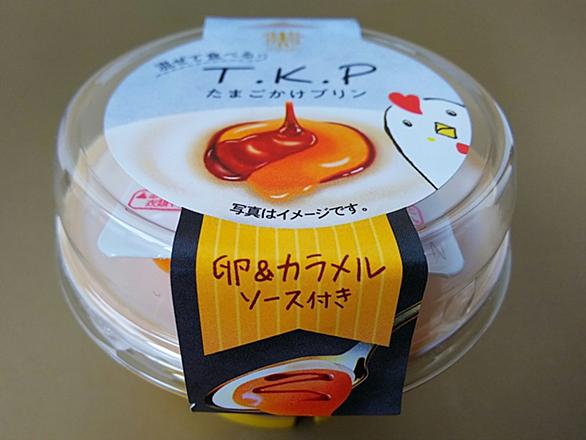 混ぜて食べる!!
T.K.P
たまごかけプリン
写真はイメージです。
卵&カラメル
ソース付き